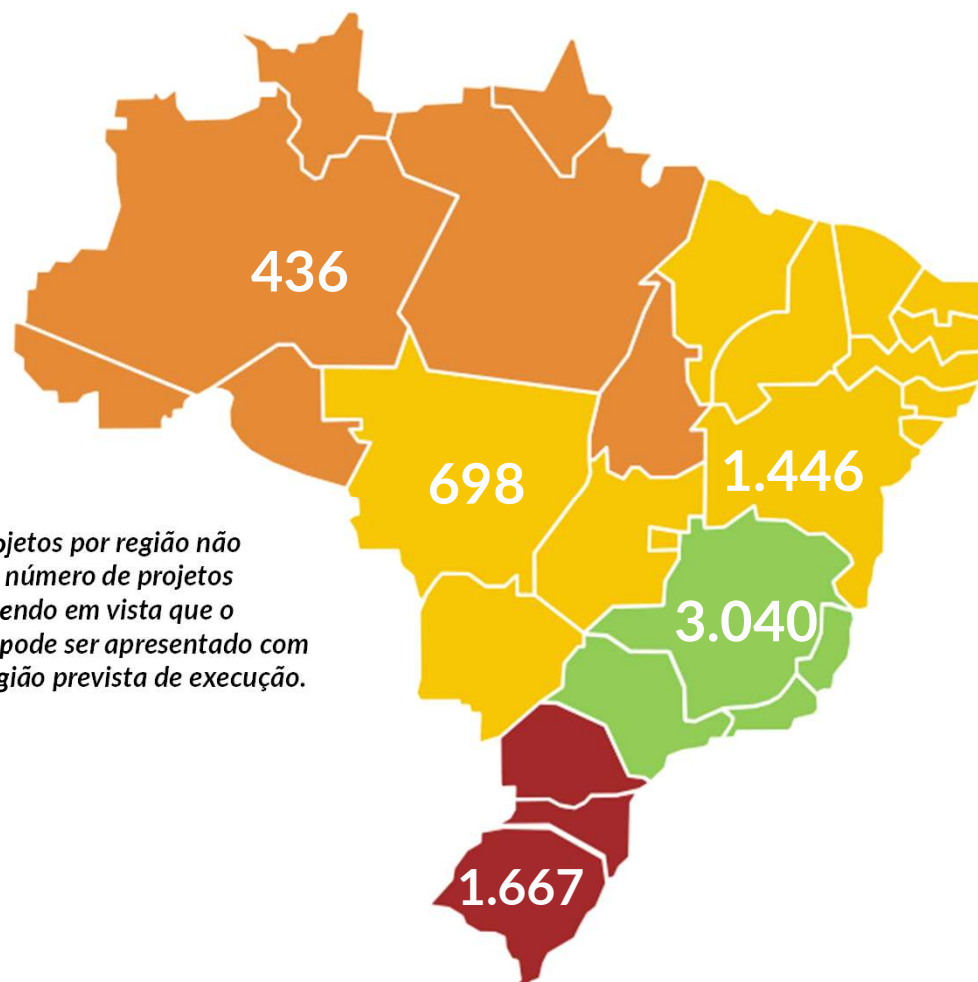 436
698
1.446
ojetos por região não
número de projetos
endo em vista que o
pode ser apresentado com
gião prevista de execução.
3.040
1.667